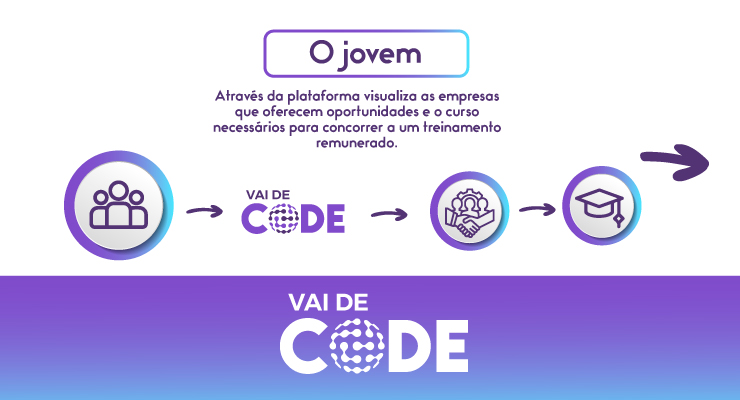 O jovem
Através da plataforma visualiza as empresas
que oferecem oportunidades e o curso
necessários para concorrer a um treinamento
remunerado.
VAI DE
CODE
VAI DE
CODE